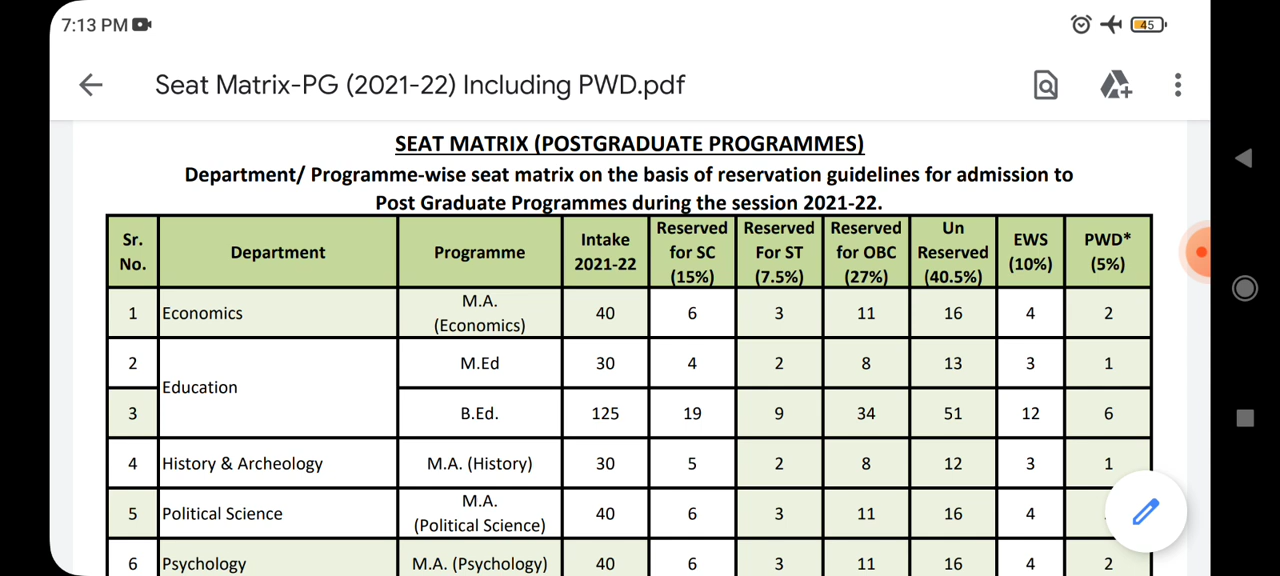 7:13 PM
45
Seat Matrix-PG (2021-22) Including PWD.pdf
SEAT MATRIX (POSTGRADUATE PROGRAMMES)
Department/ Programme-wise seat matrix on the basis of reservation guidelines for admission to
Post Graduate Programmes during the session 2021-22.
Sr. No. Department Programme Intake 2021-22 Reserved for SC (15%) Reserved For ST (7.5%) Reserved for OBC (27%) Un Reserved (40.5%) EWS (10%) PWD* (5%)
1 Economics M.A. (Economics) 40 6 3 11 16 4 2
2 Education M.Ed 30 4 2 8 13 3 1
3 B.Ed. 125 19 9 34 51 12 6
4 History & Archeology M.A. (History) 30 5 2 8 12 3 1
5 Political Science M.A. (Political Science) 40 6 3 11 16 4
6 Psychology M.A. (Psychology) 40 6 3 11 16 4 2